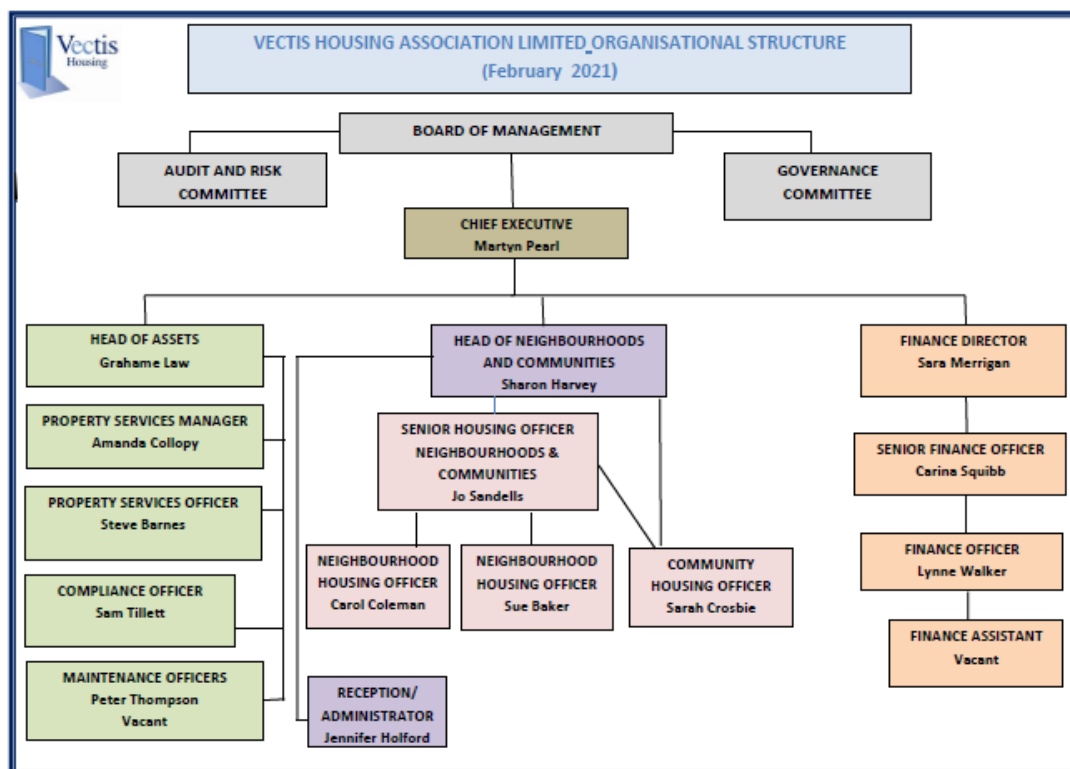 Vectis
Housing
VECTIS HOUSING ASSOCIATION LIMITED ORGANISATIONAL STRUCTURE
(February 2021)
BOARD OF MANAGEMENT
AUDIT AND RISK
COMMITTEE
GOVERNANCE
COMMITTEE
CHIEF EXECUTIVE
Martyn Pearl
HEAD OF ASSETS
Grahame Law
PROPERTY SERVICES MANAGER
Amanda Collopy
PROPERTY SERVICES OFFICER
Steve Barnes
COMPLIANCE OFFICER
Sam Tillett
MAINTENANCE OFFICERS
Peter Thompson
Vacant
HEAD OF NEIGHBOURHOODS
AND COMMUNITIES
Sharon Harvey
SENIOR HOUSING OFFICER
NEIGHBOURHOODS &
COMMUNITIES
Jo Sandells
NEIGHBOURHOOD
HOUSING OFFICER
Carol Coleman
NEIGHBOURHOOD
HOUSING OFFICER
Sue Baker
COMMUNITY
HOUSING OFFICER
Sarah Crosbie
RECEPTION/
ADMINISTRATOR
Jennifer Holford
FINANCE DIRECTOR
Sara Merrigan
SENIOR FINANCE OFFICER
Carina Squibb
FINANCE OFFICER
Lynne Walker
FINANCE ASSISTANT
Vacant